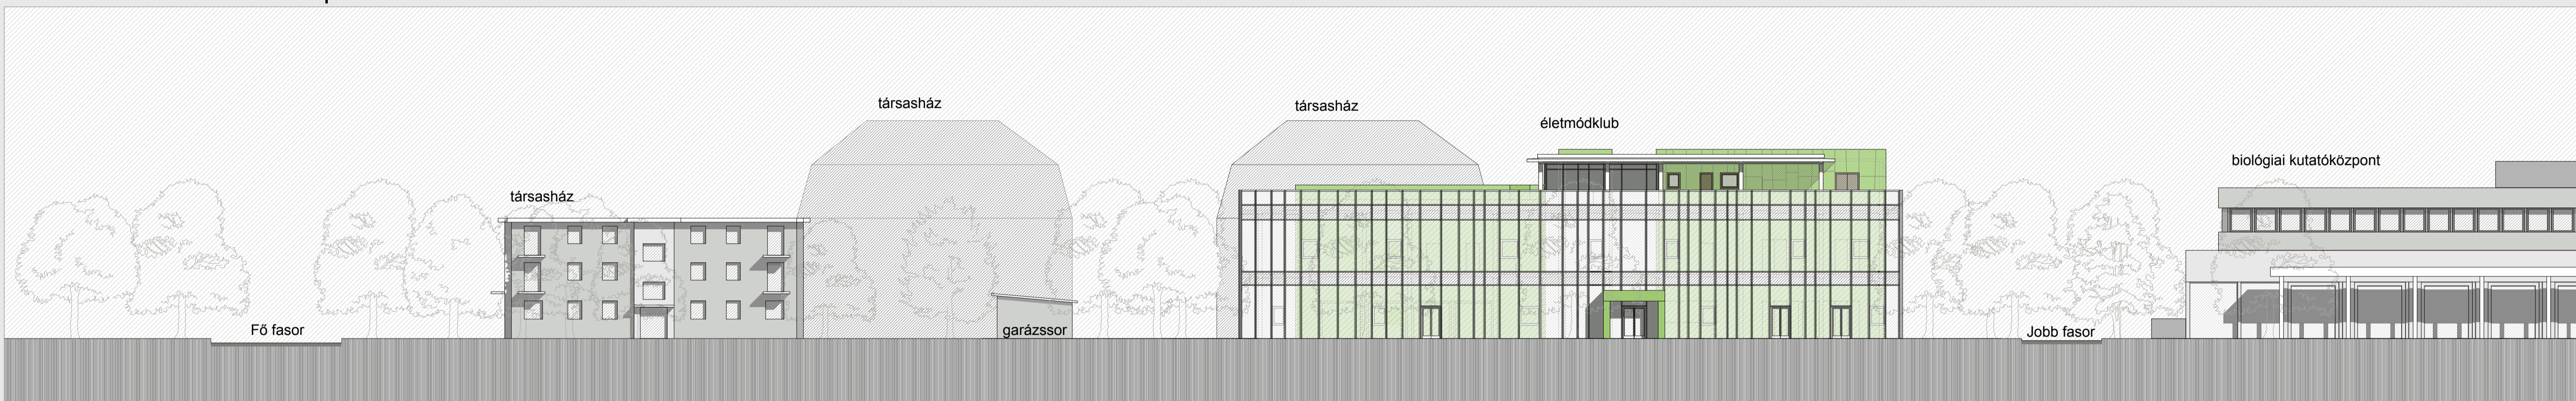 társasház
társasház
életmódklub
biológiai kutatóközpont
társasház
Fő fasor
garázssor
Jobb fasor